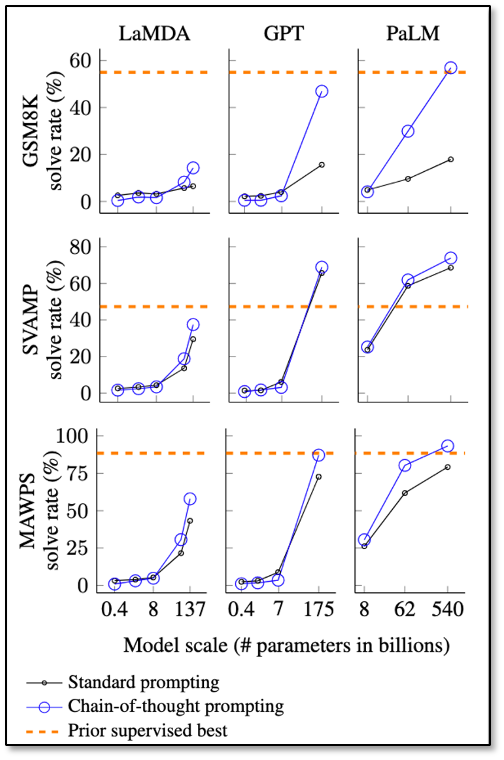 LaMDA GPT PaLM
GSM8K
solve rate (%)
60
40
20
0
SVAMP
solve rate (%)
80
60
40
20
0
MAWPS
solve rate (%)
100
75
50
25
0
0.4 8 137 0.4 7 175 8 62 540
Model scale (# parameters in billions)
Standard prompting
Chain-of-thought prompting
Prior supervised best